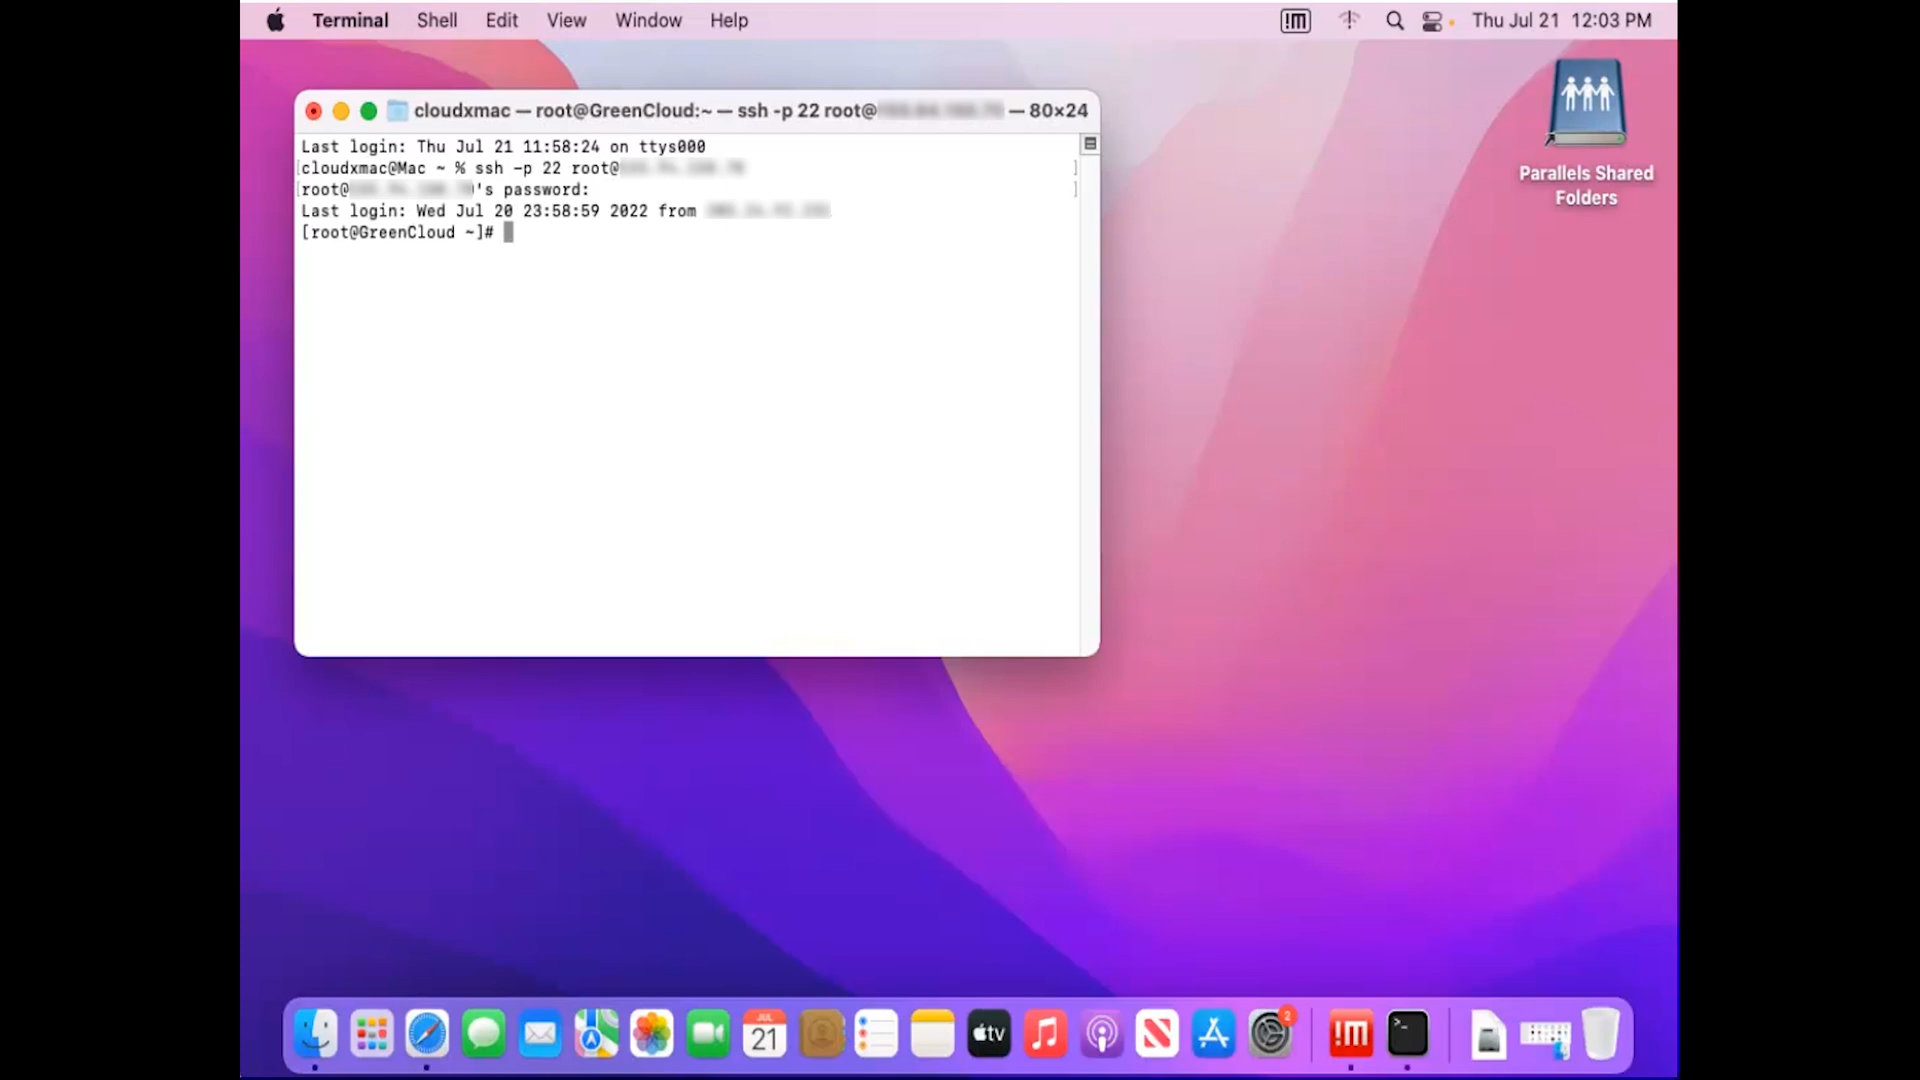 Terminal Shell Edit View Window Help !M Thu Jul 21 12:03 PM
cloudxmac — root@GreenCloud:~ — ssh -p 22 root@ — 80×24
Last login: Thu Jul 21 11:58:24 on ttys000
[cloudxmac@Mac ~ % ssh -p 22 root@ ]
[root@ 's password: ]
Last login: Wed Jul 20 23:58:59 2022 from
[root@GreenCloud ~]#
Parallels Shared
Folders
JUL
21
tv
2
!M
>_